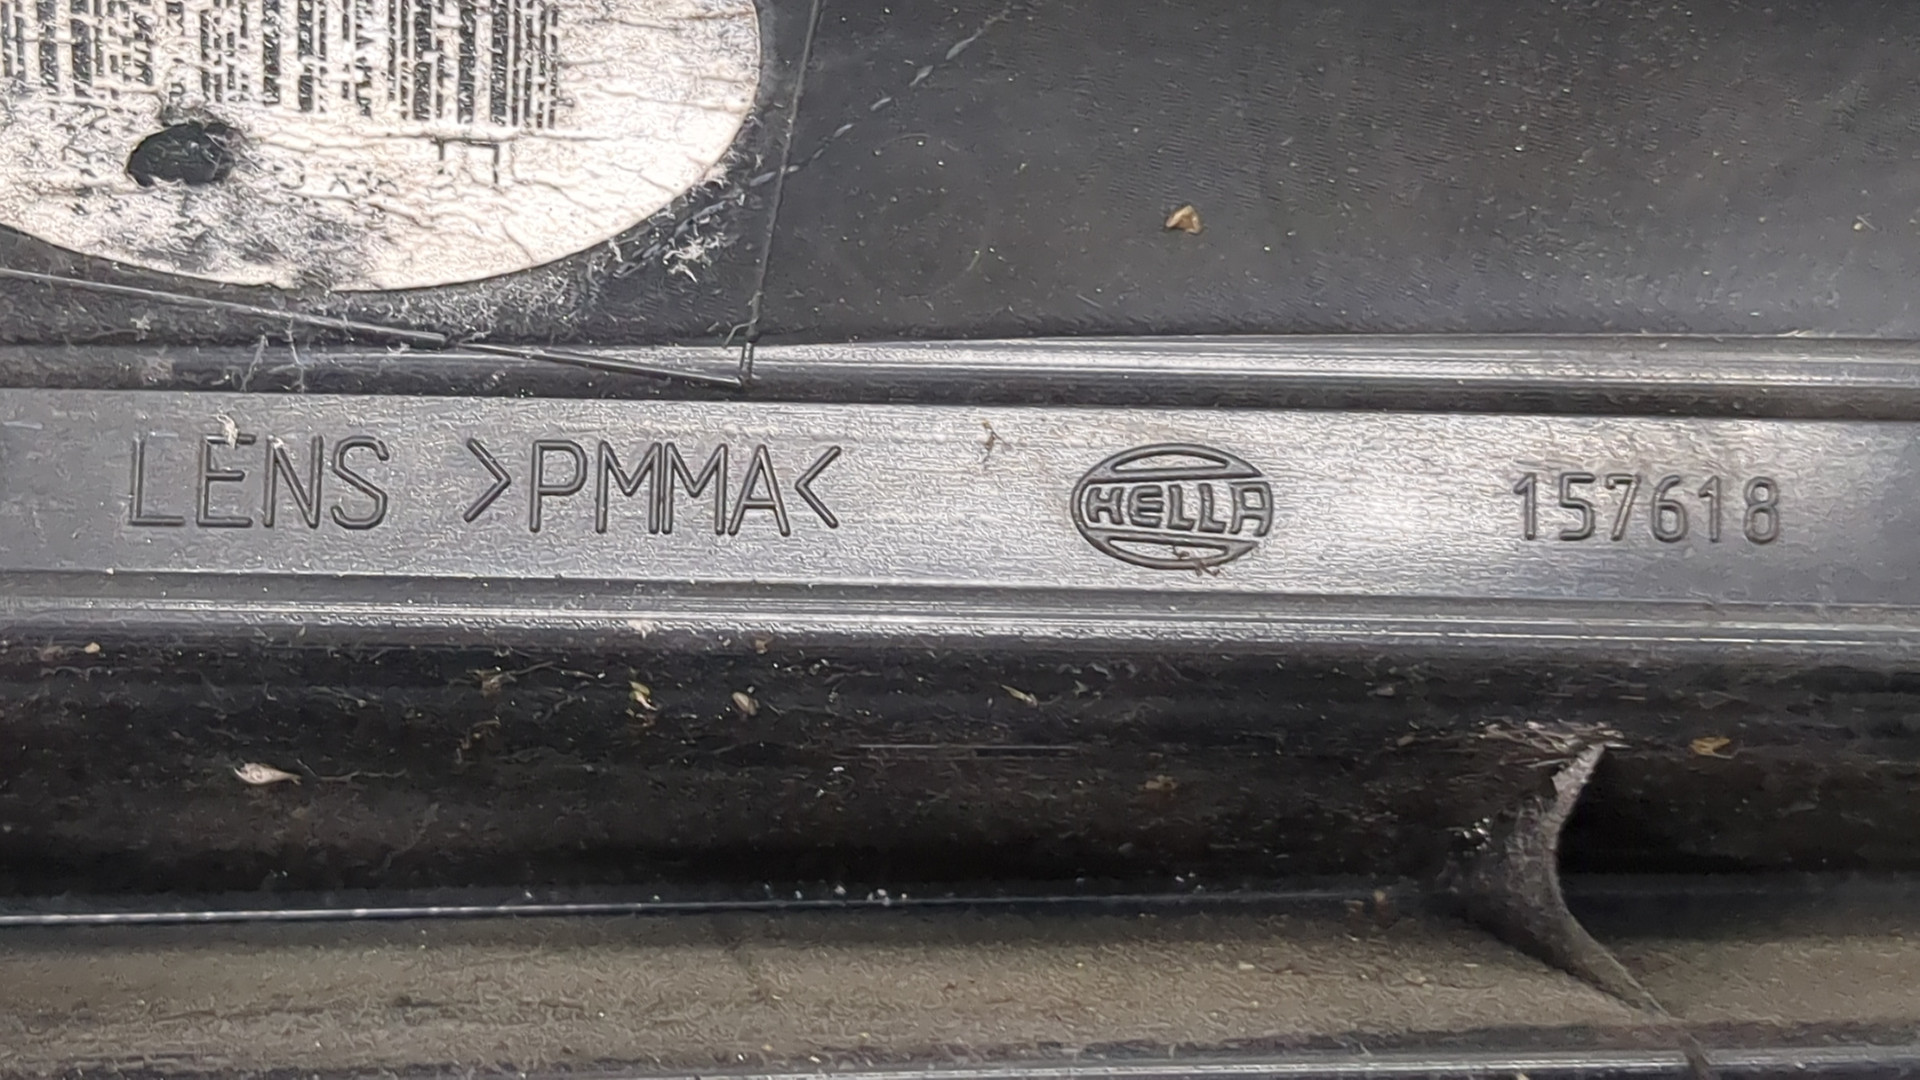 LENS >PMMA< HELLA 157618